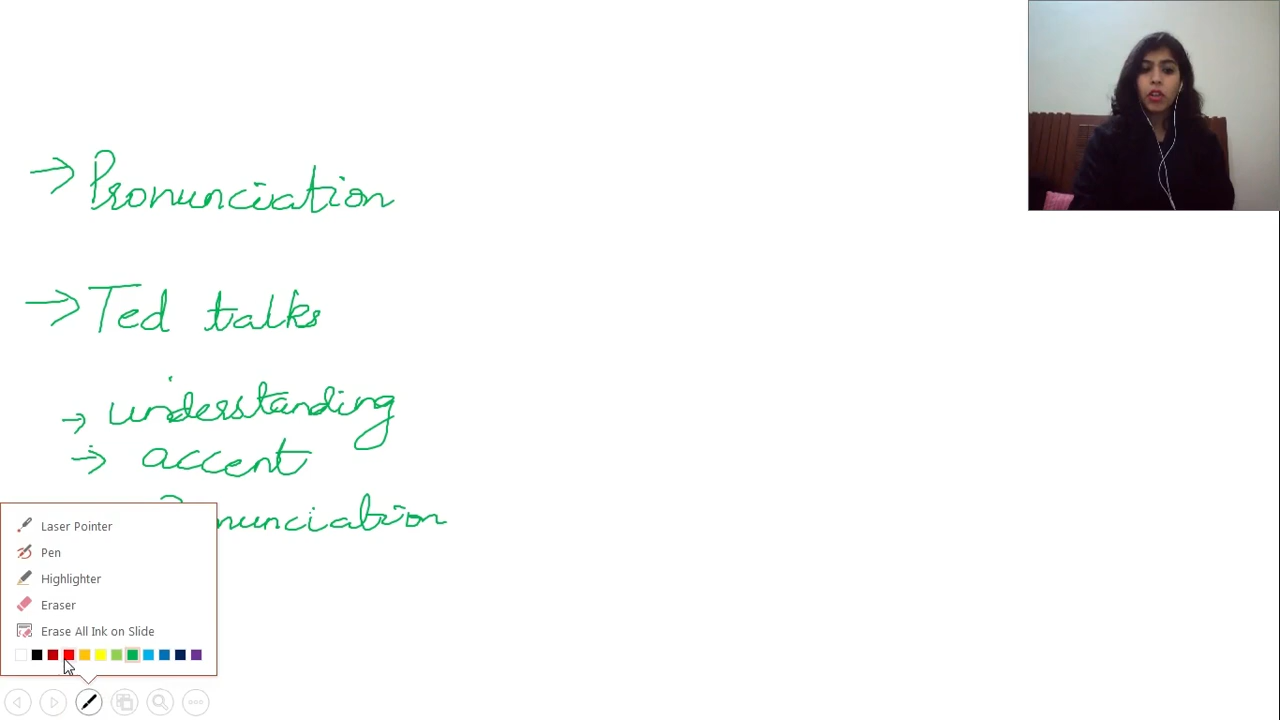 → Pronunciation
→ Ted talks
→ understanding
→ accent
Laser Pointer
Pen
Highlighter
Eraser
Erase All Ink on Slide